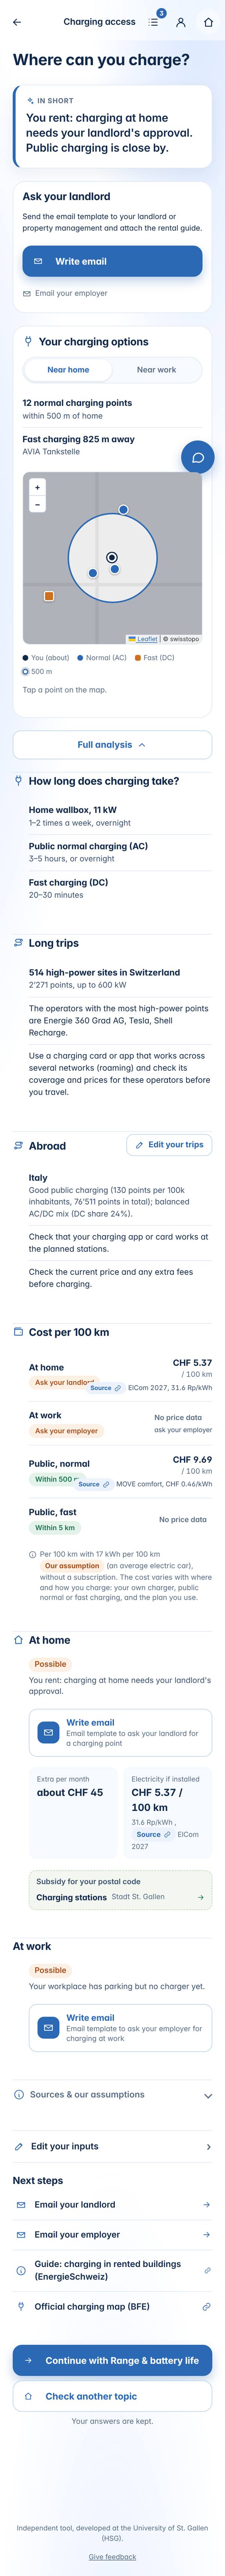 Charging access
3
Where can you charge?
IN SHORT
You rent: charging at home
needs your landlord's approval.
Public charging is close by.
Ask your landlord
Send the email template to your landlord or
property management and attach the rental guide.
Write email
Email your employer
Your charging options
Near home
Near work
12 normal charging points
within 500 m of home
Fast charging 825 m away
AVIA Tankstelle
+
−
Leaflet | © swisstopo
You (about)
Normal (AC)
Fast (DC)
500 m
Tap a point on the map.
Full analysis
How long does charging take?
Home wallbox, 11 kW
1–2 times a week, overnight
Public normal charging (AC)
3–5 hours, or overnight
Fast charging (DC)
20–30 minutes
Long trips
514 high-power sites in Switzerland
2'271 points, up to 600 kW
The operators with the most high-power points
are Energie 360 Grad AG, Tesla, Shell
Recharge.
Use a charging card or app that works across
several networks (roaming) and check its
coverage and prices for these operators before
you travel.
Abroad
Edit your trips
Italy
Good public charging (130 points per 100k
inhabitants, 76'511 points in total); balanced
AC/DC mix (DC share 24%).
Check that your charging app or card works at
the planned stations.
Check the current price and any extra fees
before charging.
Cost per 100 km
At home
CHF 5.37
/ 100 km
Ask your landlord
Source
ElCom 2027, 31.6 Rp/kWh
At work
No price data
Ask your employer
ask your employer
Public, normal
CHF 9.69
/ 100 km
Within 500 m
Source
MOVE comfort, CHF 0.46/kWh
Public, fast
Within 5 km
No price data
Per 100 km with 17 kWh per 100 km
Our assumption (an average electric car),
without a subscription. The cost varies with where
and how you charge: your own charger, public
normal or fast charging, and the plan you use.
At home
Possible
You rent: charging at home needs your landlord's
approval.
Write email
Email template to ask your landlord for
a charging point
Extra per month
about CHF 45
Electricity if installed
CHF 5.37 /
100 km
31.6 Rp/kWh ,
Source ElCom
2027
Subsidy for your postal code
Charging stations Stadt St. Gallen
At work
Possible
Your workplace has parking but no charger yet.
Write email
Email template to ask your employer for
charging at work
Sources & our assumptions
Edit your inputs
Next steps
Email your landlord
Email your employer
Guide: charging in rented buildings
(EnergieSchweiz)
Official charging map (BFE)
Continue with Range & battery life
Check another topic
Your answers are kept.
Independent tool, developed at the University of St. Gallen
(HSG).
Give feedback